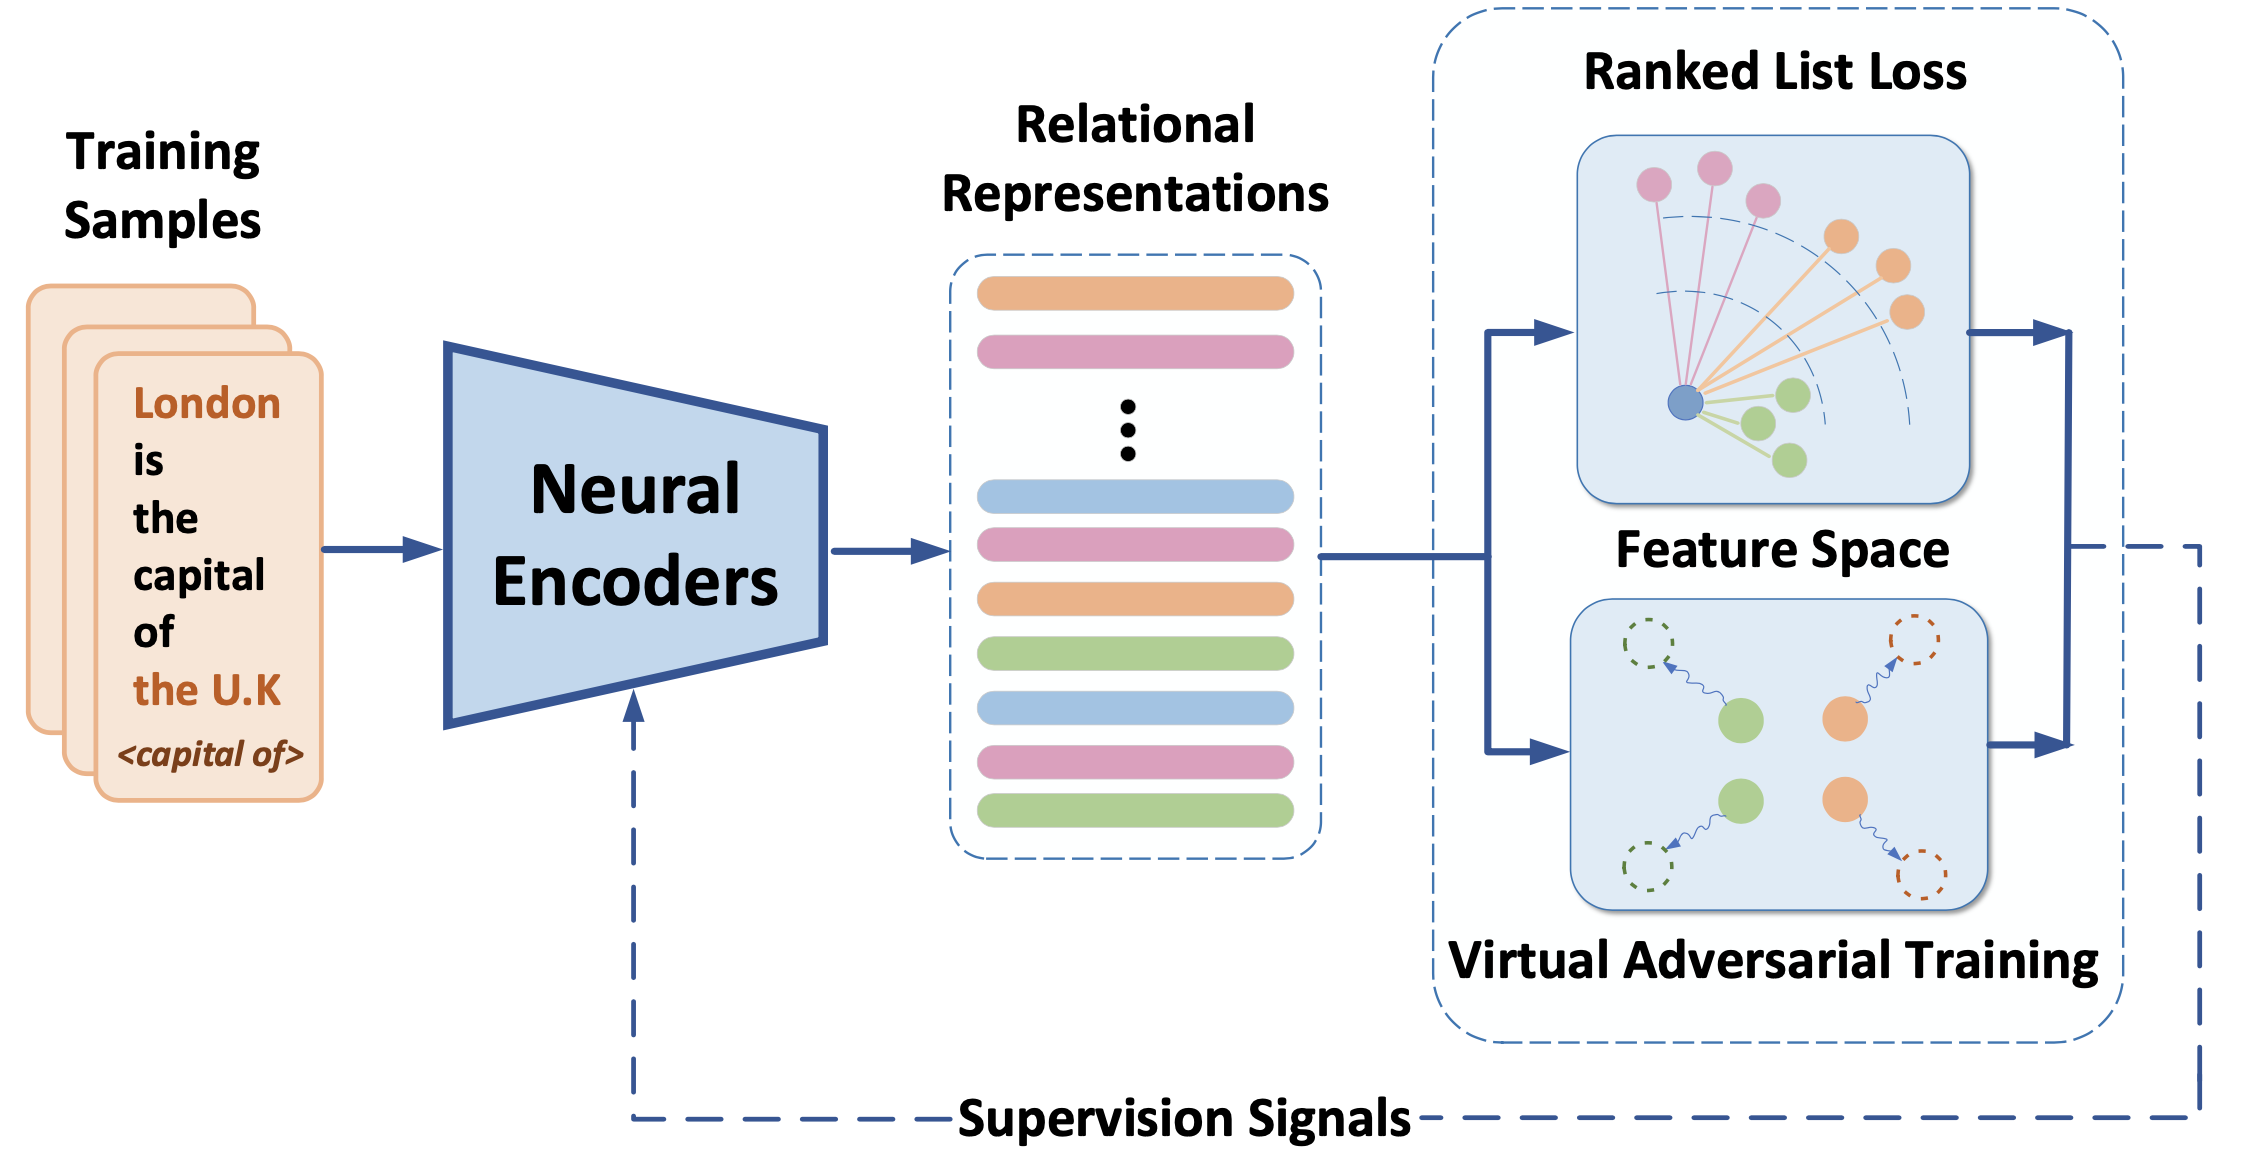 Training
Samples
London
is
the
capital
of
the U.K
<capital of>
Neural
Encoders
Relational
Representations
Ranked List Loss
Feature Space
Virtual Adversarial Training
Supervision Signals